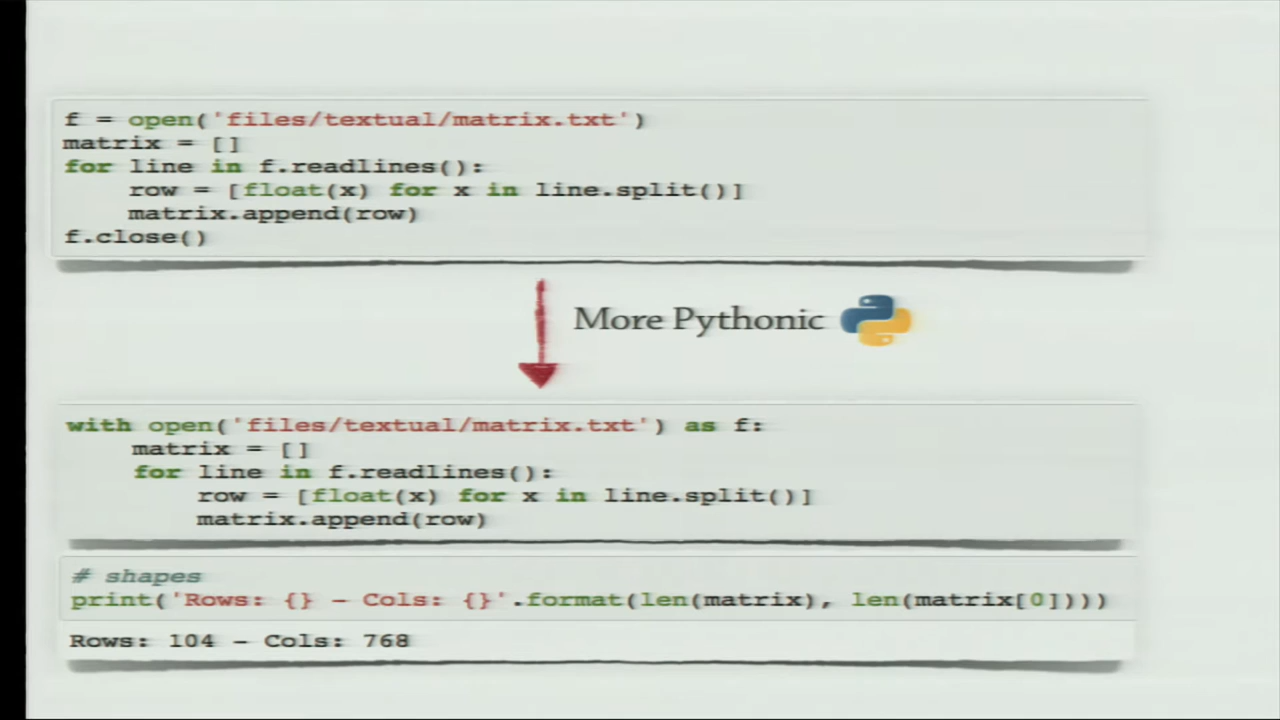 f = open('files/textual/matrix.txt')
matrix = []
for line in f.readlines():
    row = [float(x) for x in line.split()]
    matrix.append(row)
f.close()
More Pythonic
with open('files/textual/matrix.txt') as f:
    matrix = []
    for line in f.readlines():
        row = [float(x) for x in line.split()]
        matrix.append(row)
# shapes
print('Rows: {} - Cols: {}'.format(len(matrix), len(matrix[0])))
Rows: 104 - Cols: 768